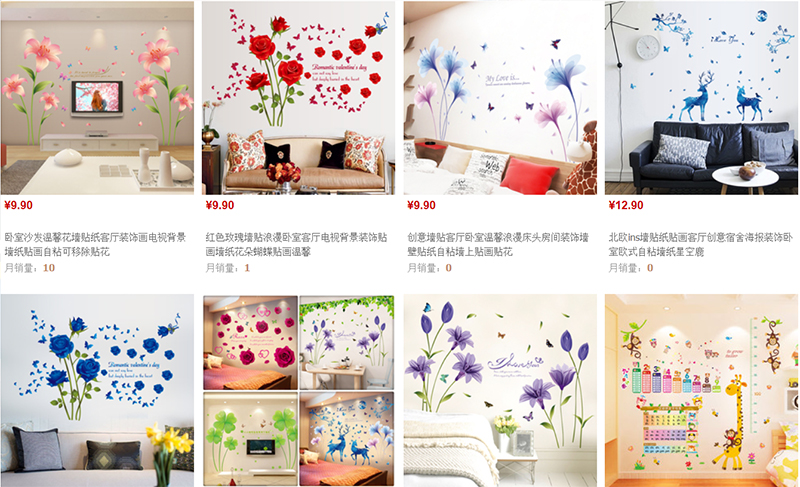 Romantic valentine's day
My Love is...
I Love You
¥9.90
¥9.90
¥9.90
¥12.90
卧室沙发温馨花墙贴纸客厅装饰画电视背景
墙纸贴画自粘可移除贴花
月销量：10
红色玫瑰墙贴浪漫卧室客厅电视背景装饰贴
画墙纸花朵蝴蝶贴画温馨
月销量：1
创意墙贴客厅卧室温馨浪漫床头房间装饰墙
壁贴纸自粘墙上贴画贴花
月销量：0
北欧ins墙贴纸贴画客厅创意宿舍海报装饰卧
室欧式自粘墙纸星空鹿
月销量：0
Romantic valentine's day